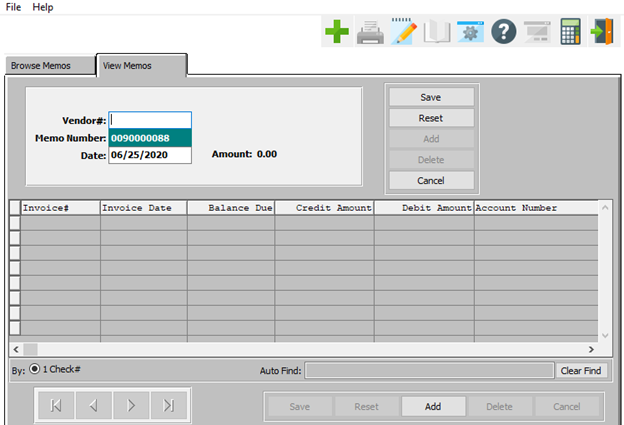 File Help
?
Browse Memos View Memos
Vendor#:
Memo Number: 0090000088
Date: 06/25/2020 Amount: 0.00
Save
Reset
Add
Delete
Cancel
Invoice# Invoice Date Balance Due Credit Amount Debit Amount Account Number
By: 1 Check# Auto Find: Clear Find
Save Reset Add Delete Cancel